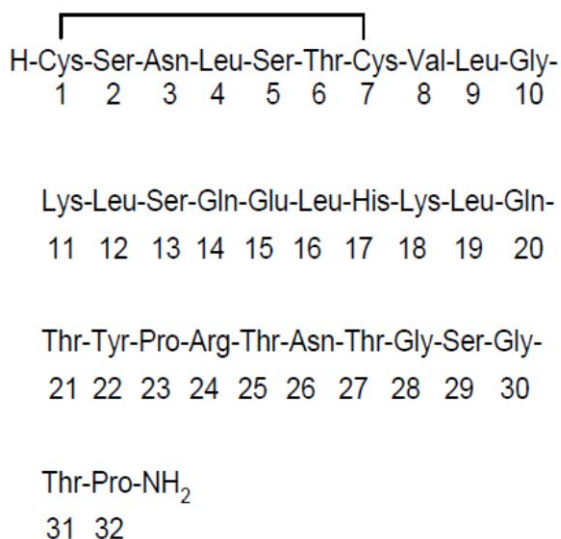 H-Cys-Ser-Asn-Leu-Ser-Thr-Cys-Val-Leu-Gly-
1 2 3 4 5 6 7 8 9 10
Lys-Leu-Ser-Gln-Glu-Leu-His-Lys-Leu-Gln-
11 12 13 14 15 16 17 18 19 20
Thr-Tyr-Pro-Arg-Thr-Asn-Thr-Gly-Ser-Gly-
21 22 23 24 25 26 27 28 29 30
Thr-Pro-NH₂
31 32